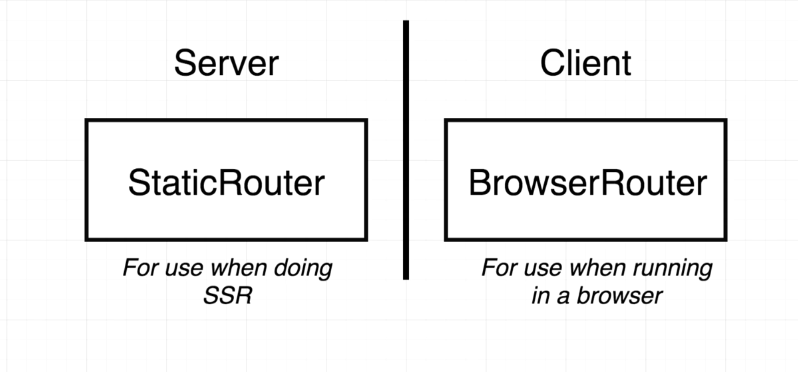 Server
Client
StaticRouter
BrowserRouter
For use when doing
SSR
For use when running
in a browser